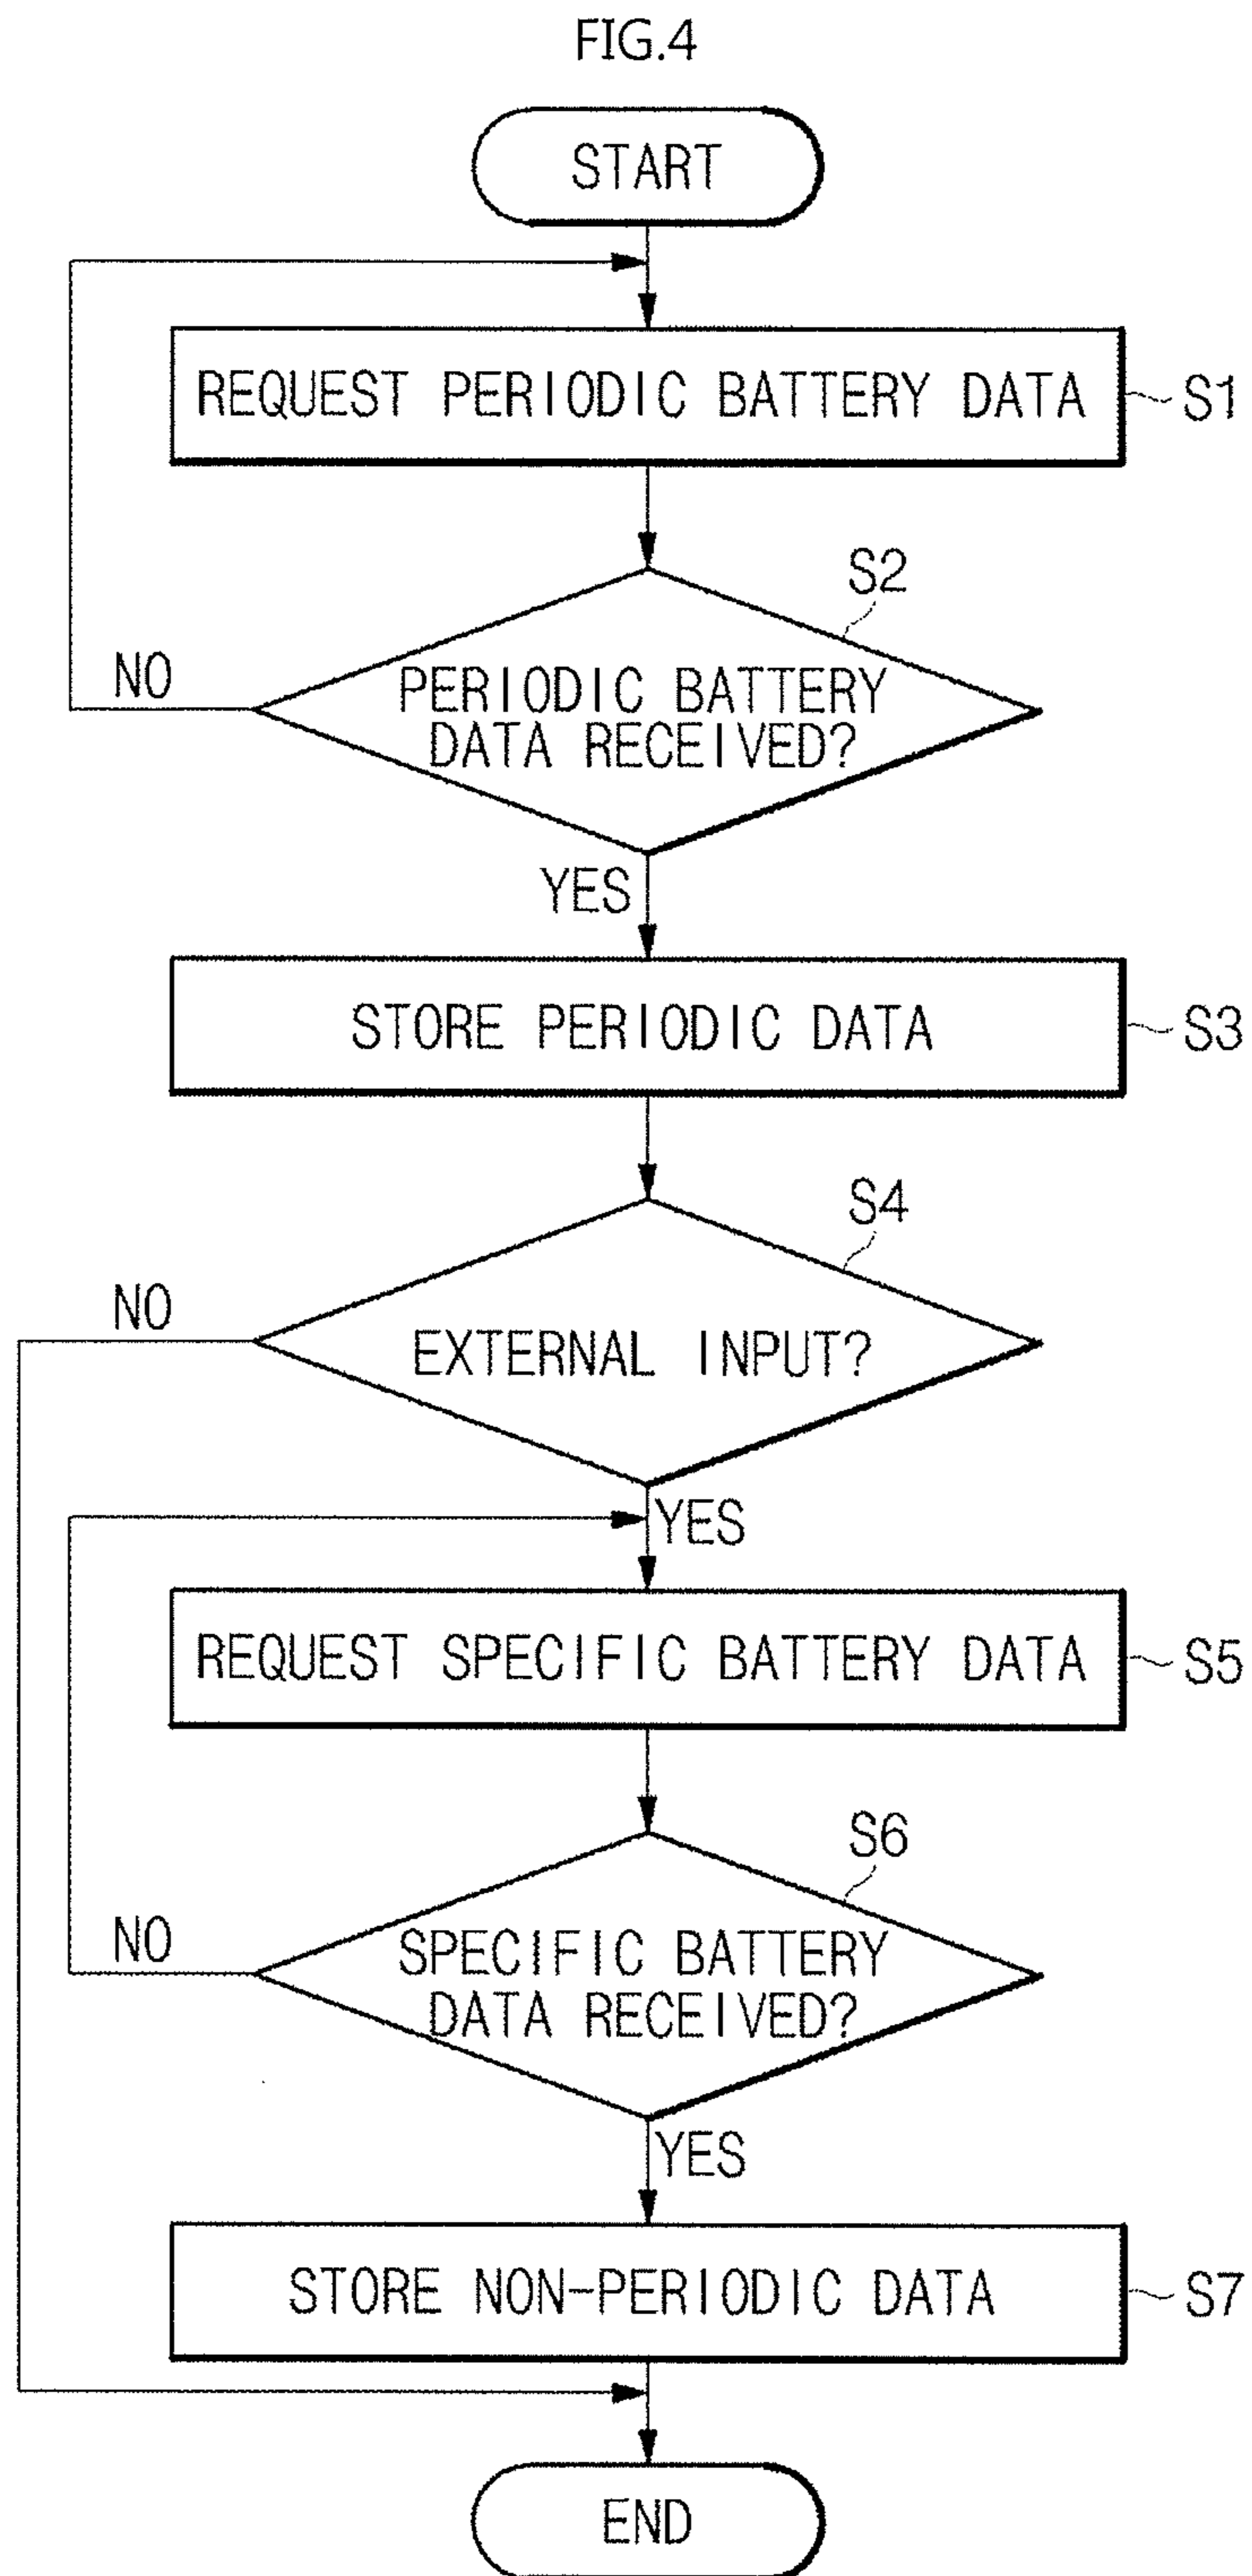 FIG.4
START
REQUEST PERIODIC BATTERY DATA
S1
S2
NO
PERIODIC BATTERY
DATA RECEIVED?
YES
STORE PERIODIC DATA
S3
S4
NO
EXTERNAL INPUT?
YES
REQUEST SPECIFIC BATTERY DATA
S5
S6
NO
SPECIFIC BATTERY
DATA RECEIVED?
YES
STORE NON-PERIODIC DATA
S7
END